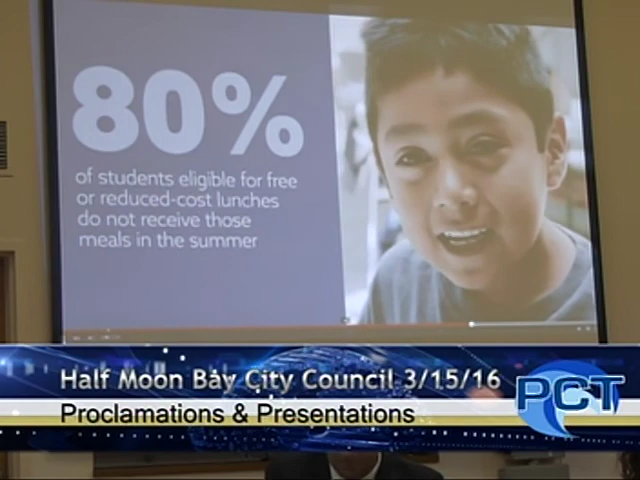 80%
of students eligible for free
or reduced-cost lunches
do not receive those
meals in the summer
Half Moon Bay City Council 3/15/16
PCT
Proclamations & Presentations